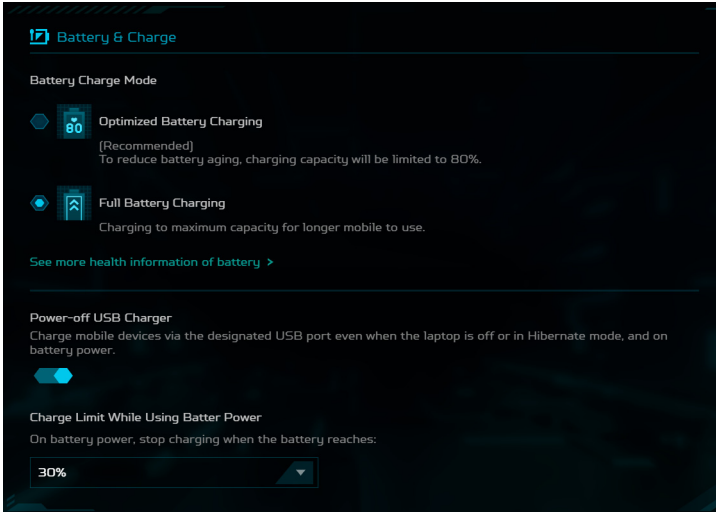 Battery & Charge
Battery Charge Mode
80
Optimized Battery Charging
(Recommended)
To reduce battery aging, charging capacity will be limited to 80%.
Full Battery Charging
Charging to maximum capacity for longer mobile to use.
See more health information of battery >
Power-off USB Charger
Charge mobile devices via the designated USB port even when the laptop is off or in Hibernate mode, and on
battery power.
Charge Limit While Using Batter Power
On battery power, stop charging when the battery reaches:
30%